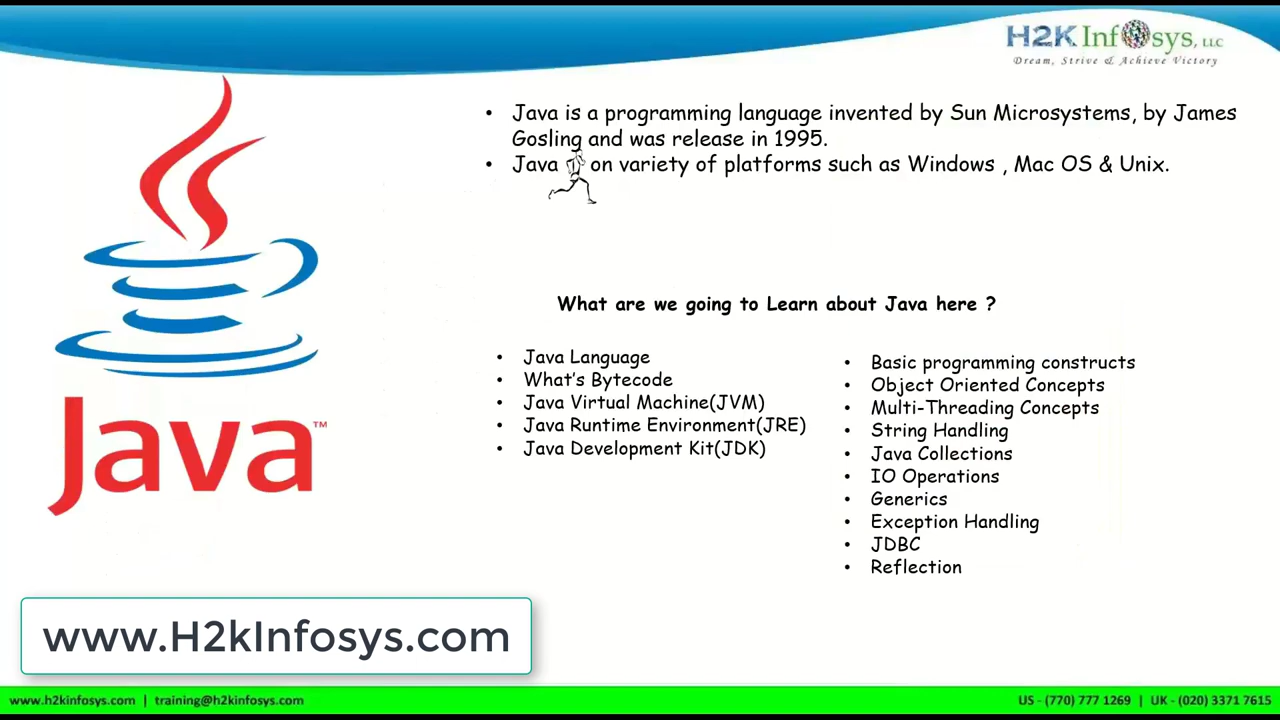 H2K Infosys, LLC
Dream, Strive & Achieve Victory
• Java is a programming language invented by Sun Microsystems, by James
Gosling and was release in 1995.
• Java on variety of platforms such as Windows , Mac OS & Unix.
What are we going to Learn about Java here ?
• Java Language
• What's Bytecode
• Java Virtual Machine(JVM)
• Java Runtime Environment(JRE)
• Java Development Kit(JDK)
• Basic programming constructs
• Object Oriented Concepts
• Multi-Threading Concepts
• String Handling
• Java Collections
• IO Operations
• Generics
• Exception Handling
• JDBC
• Reflection
Java™
www.H2kInfosys.com
www.h2kinfosys.com | training@h2kinfosys.com
US - (770) 777 1269 | UK - (020) 3371 7615